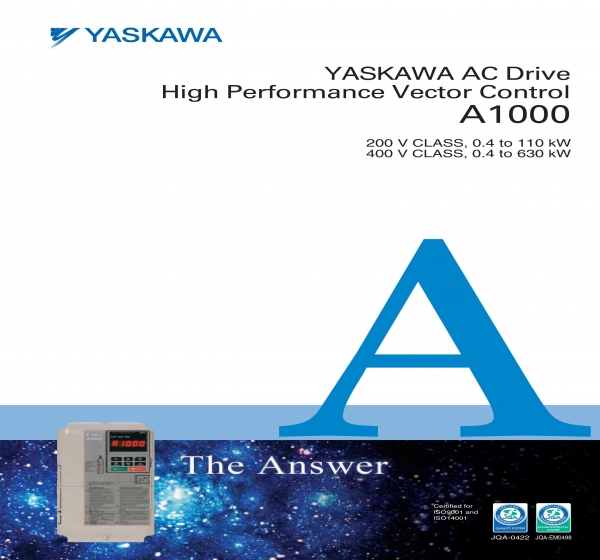 YASKAWA
YASKAWA AC Drive
High Performance Vector Control
A1000
200 V CLASS, 0.4 to 110 kW
400 V CLASS, 0.4 to 630 kW
A
A1000
The Answer
Certified for
ISO9001 and
ISO14001
JQA-0422 JQA-EM0498